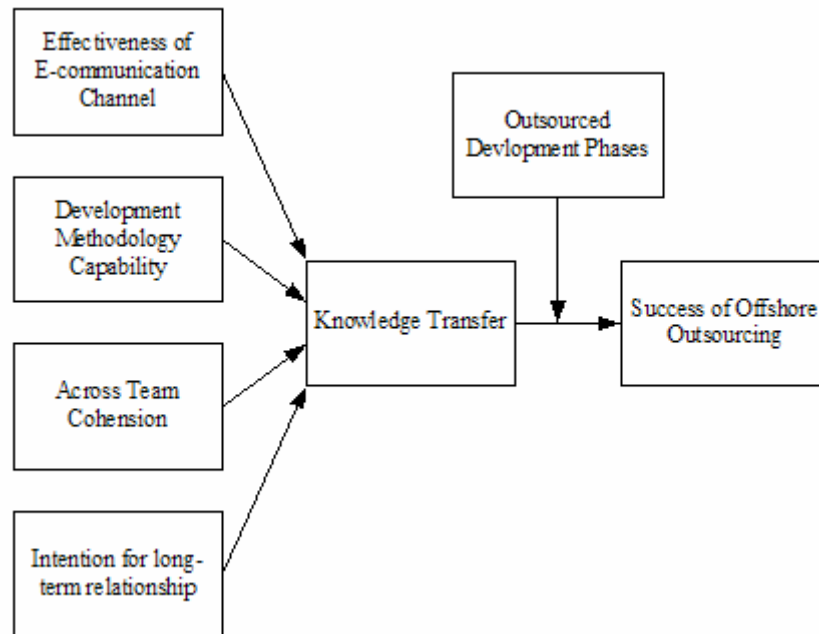 Effectiveness of
E-communication
Channel
Outsourced
Devlopment Phases
Development
Methodology
Capability
Knowledge Transfer
Success of Offshore
Outsourcing
Across Team
Cohension
Intention for long-
term relationship